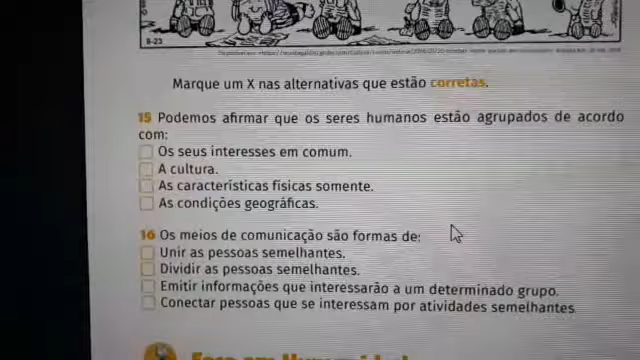 8-23
Marque um X nas alternativas que estão corretas.
15 Podemos afirmar que os seres humanos estão agrupados de acordo
com:
Os seus interesses em comum.
A cultura.
As características físicas somente.
As condições geográficas.
16 Os meios de comunicação são formas de:
Unir as pessoas semelhantes.
Dividir as pessoas semelhantes.
Emitir informações que interessarão a um determinado grupo.
Conectar pessoas que se interessam por atividades semelhantes